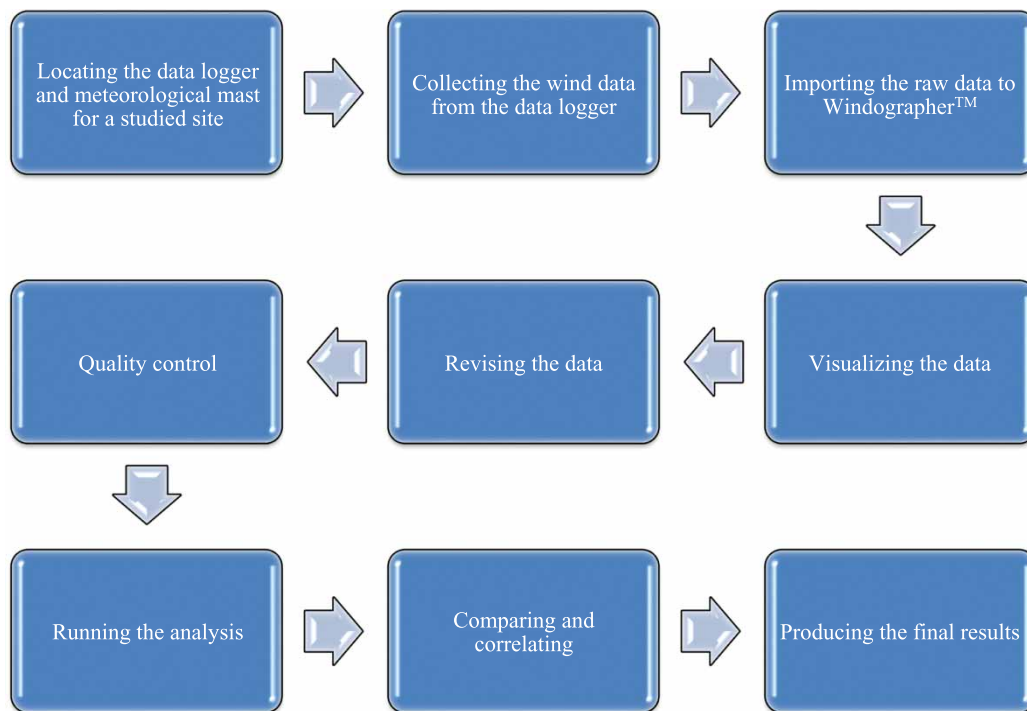 Locating the data logger
and meteorological mast
for a studied site
Collecting the wind data
from the data logger
Importing the raw data to
Windographer™
Visualizing the data
Revising the data
Quality control
Running the analysis
Comparing and
correlating
Producing the final results